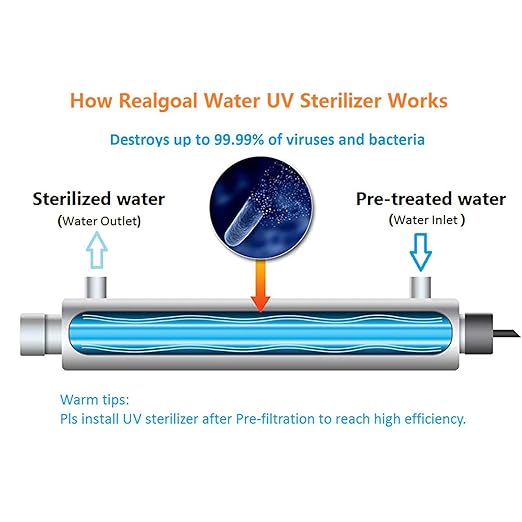 How Realgoal Water UV Sterilizer Works
Destroys up to 99.99% of viruses and bacteria
Sterilized water
(Water Outlet)
Pre-treated water
(Water Inlet )
Warm tips:
Pls install UV sterilizer after Pre-filtration to reach high efficiency.